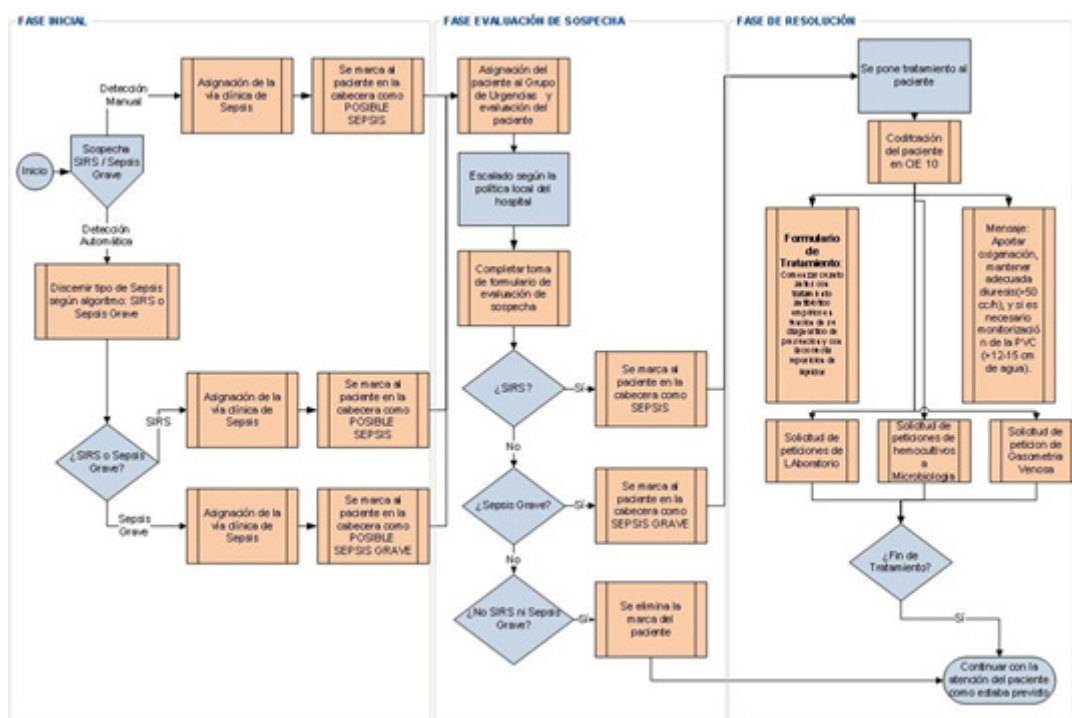 FASE INICIAL
Inicio
Sospecha
SIRS / Sepsis
Grave
Detección
Manual
Asignación de la
vía clínica de
Sepsis
Se marca al
paciente en la
cabecera como
POSIBLE
SEPSIS
Detección
Automática
Discernir tipo de Sepsis
según algoritmo: SIRS o
Sepsis Grave
¿SIRS o Sepsis
Grave?
SIRS
Asignación de la
vía clínica de
Sepsis
Se marca al
paciente en la
cabecera como
POSIBLE
SEPSIS
Sepsis
Grave
Asignación de la
vía clínica de
Sepsis
Se marca al
paciente en la
cabecera como
POSIBLE
SEPSIS GRAVE
FASE EVALUACIÓN DE SOSPECHA
Asignación del
paciente al Grupo
de Urgencias y
evaluación del
paciente
Escalado según la
política local del
hospital
Completar toma
de formulario de
evaluación de
sospecha
¿SIRS?
Sí
Se marca al
paciente en la
cabecera como
SEPSIS
No
¿Sepsis Grave?
Sí
Se marca al
paciente en la
cabecera como
SEPSIS GRAVE
No
¿No SIRS ni Sepsis
Grave?
Sí
Se elimina la
marca del
paciente
FASE DE RESOLUCIÓN
Se pone tratamiento al
paciente
Codificación
del paciente
en CIE 10
Formulario
de
Tratamiento:
antibiótico
Mensaje:
Aportar
oxigenación,
mantener
adecuada
diuresis(>50
cc/h), y si es
necesario
monitorizació
n de la PVC
(>12-15 cm
de agua).
Solicitud de
peticiones de
LAboratorio
Solicitud de
peticiones de
hemocultivos
a
Microbiología
Solicitud de
peticion de
Gasometria
Venosa
¿Fin de
Tratamiento?
Sí
Continuar con la
atención del paciente
como estaba previsto